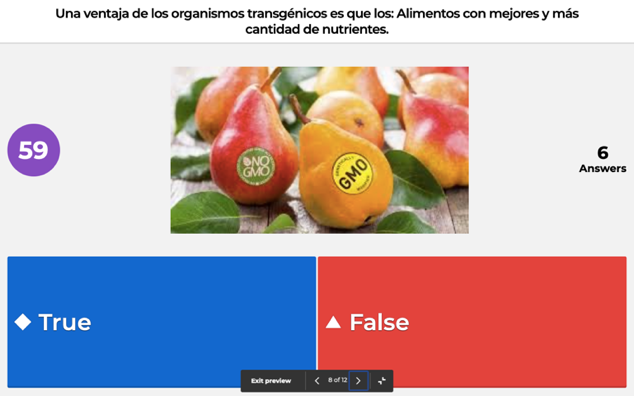 Una ventaja de los organismos transgénicos es que los: Alimentos con mejores y más
cantidad de nutrientes.
59
NO
GMO
GMO
6
Answers
True
False
Exit preview
8 of 12